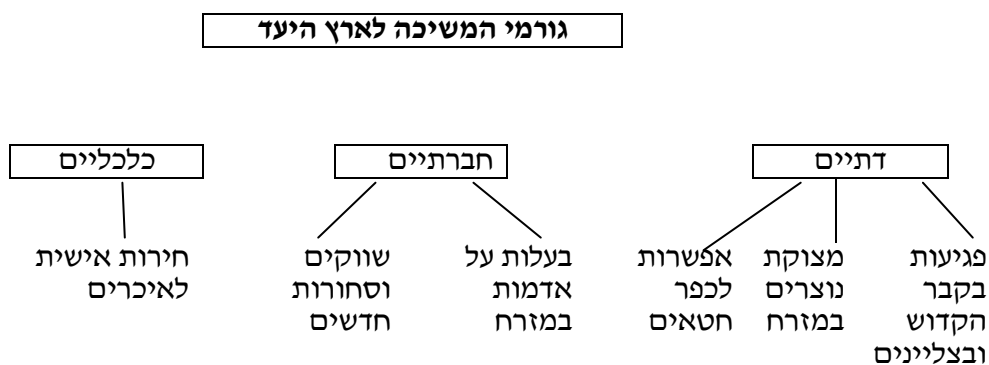 גורמי המשיכה לארץ היעד
דתיים
חברתיים
כלכליים
פגיעות
בקבר
הקדוש
ובצליינים
מצוקת
נוצרים
במזרח
אפשרות
לכפר
חטאים
בעלות על
אדמות
במזרח
שווקים
וסחורות
חדשים
חירות אישית
לאיכרים